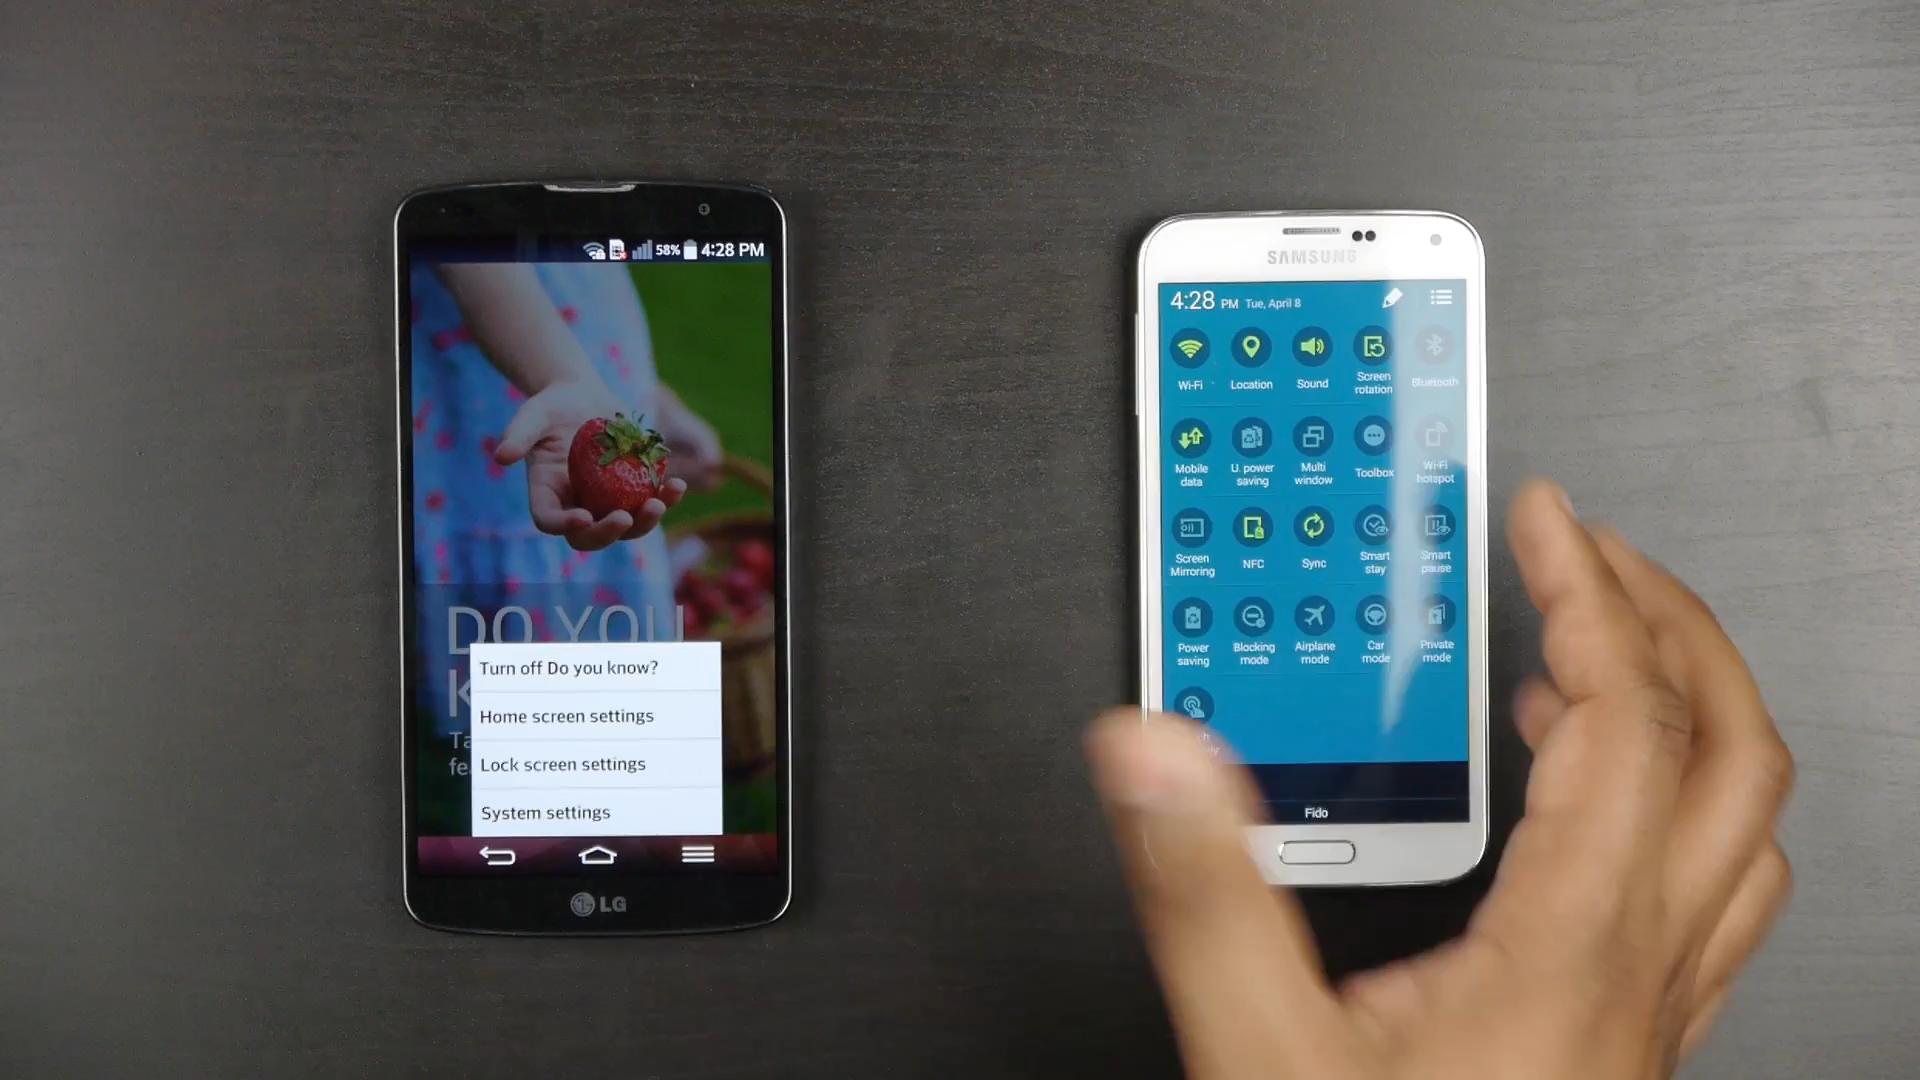 58% 4:28 PM
DO YOU
K
Ta
fe
Turn off Do you know?
Home screen settings
Lock screen settings
System settings
LG
SAMSUNG
4:28 PM Tue, April 8
Wi-Fi
Location
Sound
Screen
rotation
Bluetooth
Mobile
data
U. power
saving
Multi
window
Toolbox
Wi-Fi
hotspot
Screen
Mirroring
NFC
Sync
Smart
stay
Smart
pause
Power
saving
Blocking
mode
Airplane
mode
Car
mode
Private
mode
Fido